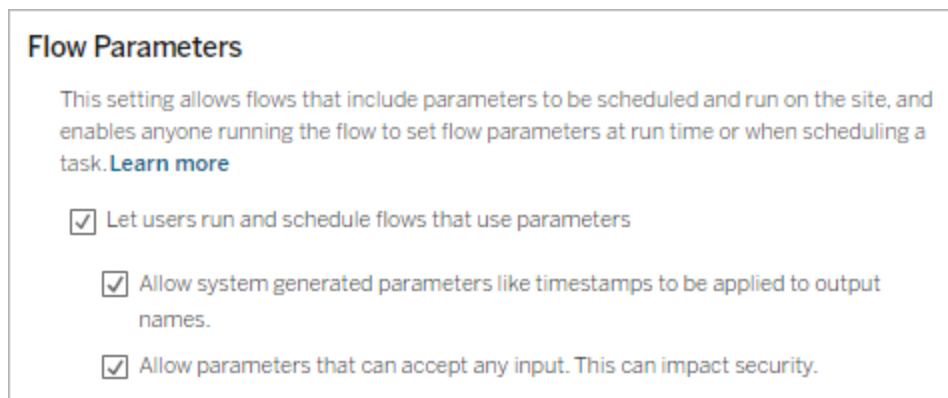 Flow Parameters
This setting allows flows that include parameters to be scheduled and run on the site, and
enables anyone running the flow to set flow parameters at run time or when scheduling a
task. Learn more
Let users run and schedule flows that use parameters
Allow system generated parameters like timestamps to be applied to output
names.
Allow parameters that can accept any input. This can impact security.